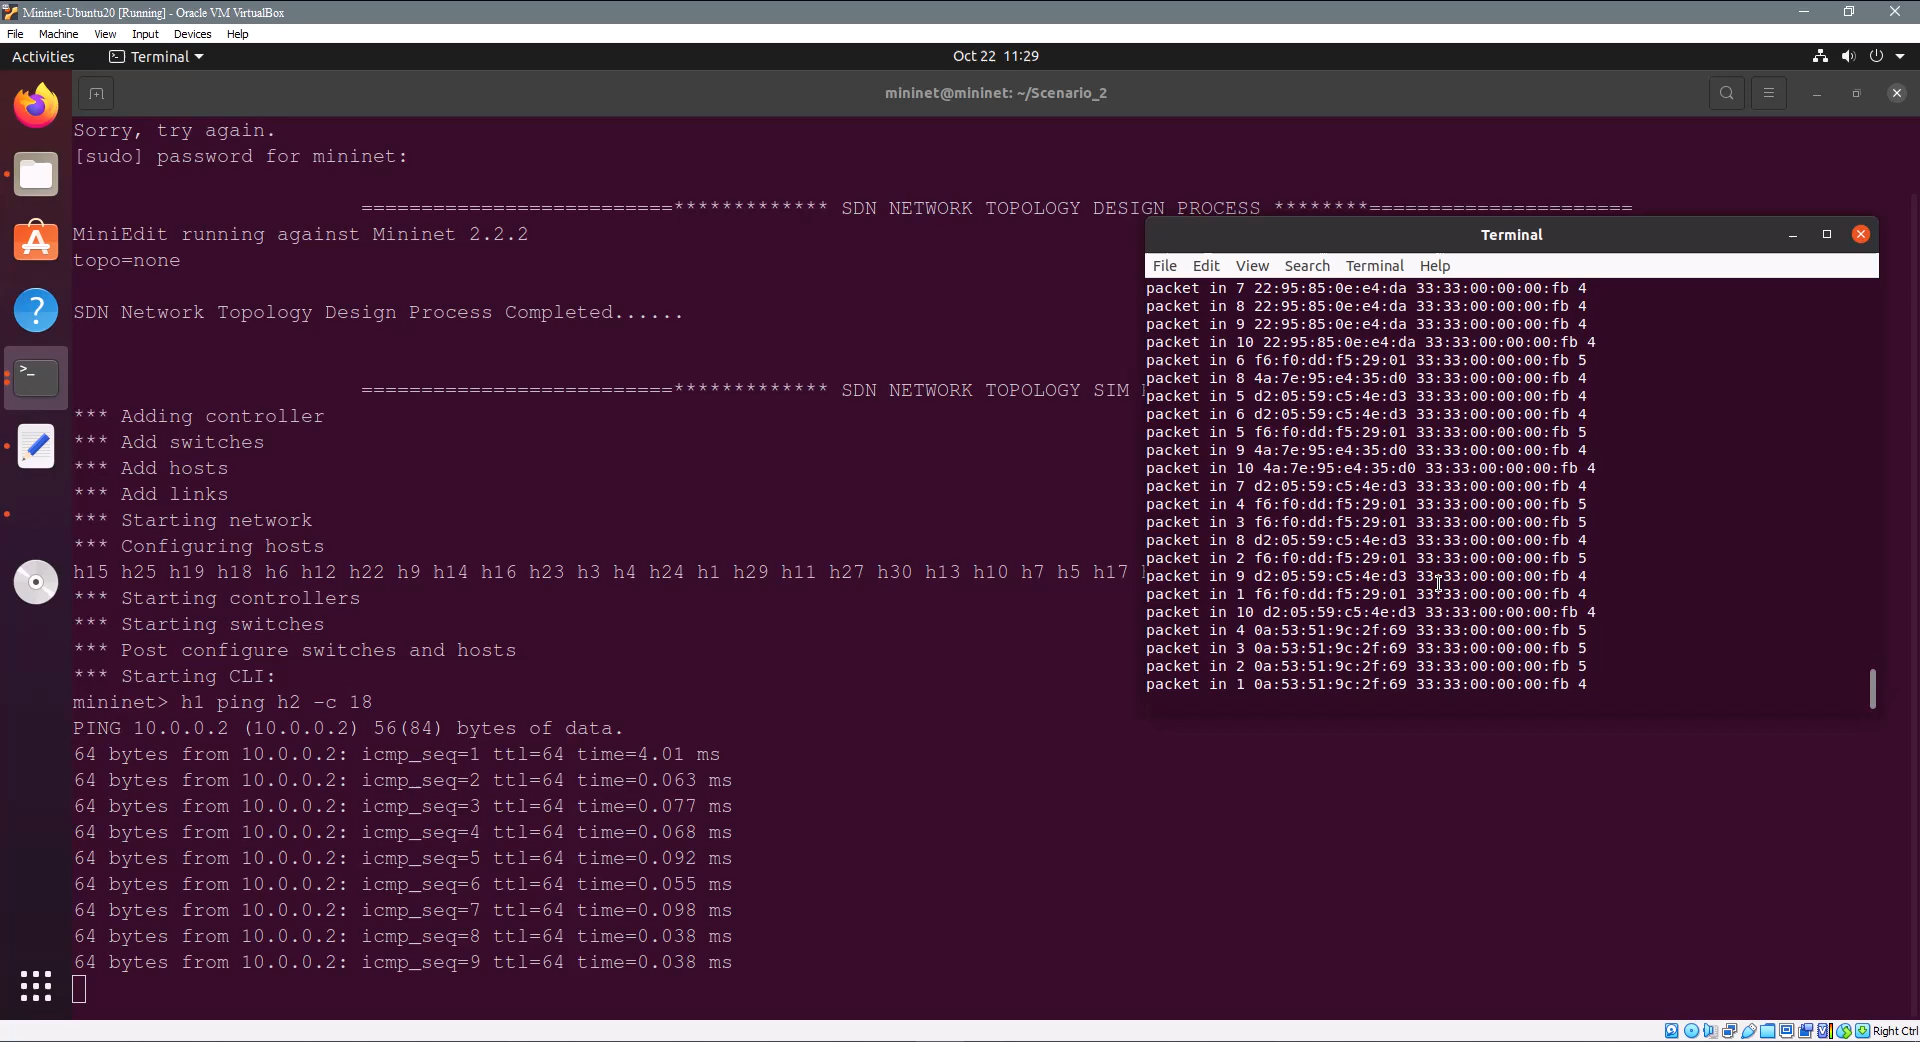 Mininet-Ubuntu20 [Running] - Oracle VM VirtualBox
File Machine View Input Devices Help
Activities Terminal Oct 22 11:29
mininet@mininet: ~/Scenario_2
Sorry, try again.
[sudo] password for mininet:
==========================************* SDN NETWORK TOPOLOGY DESIGN PROCESS ********======================
MiniEdit running against Mininet 2.2.2
topo=none
SDN Network Topology Design Process Completed......
==========================************* SDN NETWORK TOPOLOGY SIM
*** Adding controller
*** Add switches
*** Add hosts
*** Add links
*** Starting network
*** Configuring hosts
h15 h25 h19 h18 h6 h12 h22 h9 h14 h16 h23 h3 h4 h24 h1 h29 h11 h27 h30 h13 h10 h7 h5 h17
*** Starting controllers
*** Starting switches
*** Post configure switches and hosts
*** Starting CLI:
mininet> h1 ping h2 -c 18
PING 10.0.0.2 (10.0.0.2) 56(84) bytes of data.
64 bytes from 10.0.0.2: icmp_seq=1 ttl=64 time=4.01 ms
64 bytes from 10.0.0.2: icmp_seq=2 ttl=64 time=0.063 ms
64 bytes from 10.0.0.2: icmp_seq=3 ttl=64 time=0.077 ms
64 bytes from 10.0.0.2: icmp_seq=4 ttl=64 time=0.068 ms
64 bytes from 10.0.0.2: icmp_seq=5 ttl=64 time=0.092 ms
64 bytes from 10.0.0.2: icmp_seq=6 ttl=64 time=0.055 ms
64 bytes from 10.0.0.2: icmp_seq=7 ttl=64 time=0.098 ms
64 bytes from 10.0.0.2: icmp_seq=8 ttl=64 time=0.038 ms
64 bytes from 10.0.0.2: icmp_seq=9 ttl=64 time=0.038 ms
Terminal
File Edit View Search Terminal Help
packet in 7 22:95:85:0e:e4:da 33:33:00:00:00:fb 4
packet in 8 22:95:85:0e:e4:da 33:33:00:00:00:fb 4
packet in 9 22:95:85:0e:e4:da 33:33:00:00:00:fb 4
packet in 10 22:95:85:0e:e4:da 33:33:00:00:00:fb 4
packet in 6 f6:f0:dd:f5:29:01 33:33:00:00:00:fb 5
packet in 8 4a:7e:95:e4:35:d0 33:33:00:00:00:fb 4
packet in 5 d2:05:59:c5:4e:d3 33:33:00:00:00:fb 4
packet in 6 d2:05:59:c5:4e:d3 33:33:00:00:00:fb 4
packet in 5 f6:f0:dd:f5:29:01 33:33:00:00:00:fb 5
packet in 9 4a:7e:95:e4:35:d0 33:33:00:00:00:fb 4
packet in 10 4a:7e:95:e4:35:d0 33:33:00:00:00:fb 4
packet in 7 d2:05:59:c5:4e:d3 33:33:00:00:00:fb 4
packet in 4 f6:f0:dd:f5:29:01 33:33:00:00:00:fb 5
packet in 3 f6:f0:dd:f5:29:01 33:33:00:00:00:fb 5
packet in 8 d2:05:59:c5:4e:d3 33:33:00:00:00:fb 4
packet in 2 f6:f0:dd:f5:29:01 33:33:00:00:00:fb 5
packet in 9 d2:05:59:c5:4e:d3 33:33:00:00:00:fb 4
packet in 1 f6:f0:dd:f5:29:01 33:33:00:00:00:fb 4
packet in 10 d2:05:59:c5:4e:d3 33:33:00:00:00:fb 4
packet in 4 0a:53:51:9c:2f:69 33:33:00:00:00:fb 5
packet in 3 0a:53:51:9c:2f:69 33:33:00:00:00:fb 5
packet in 2 0a:53:51:9c:2f:69 33:33:00:00:00:fb 5
packet in 1 0a:53:51:9c:2f:69 33:33:00:00:00:fb 4
Right Ctrl